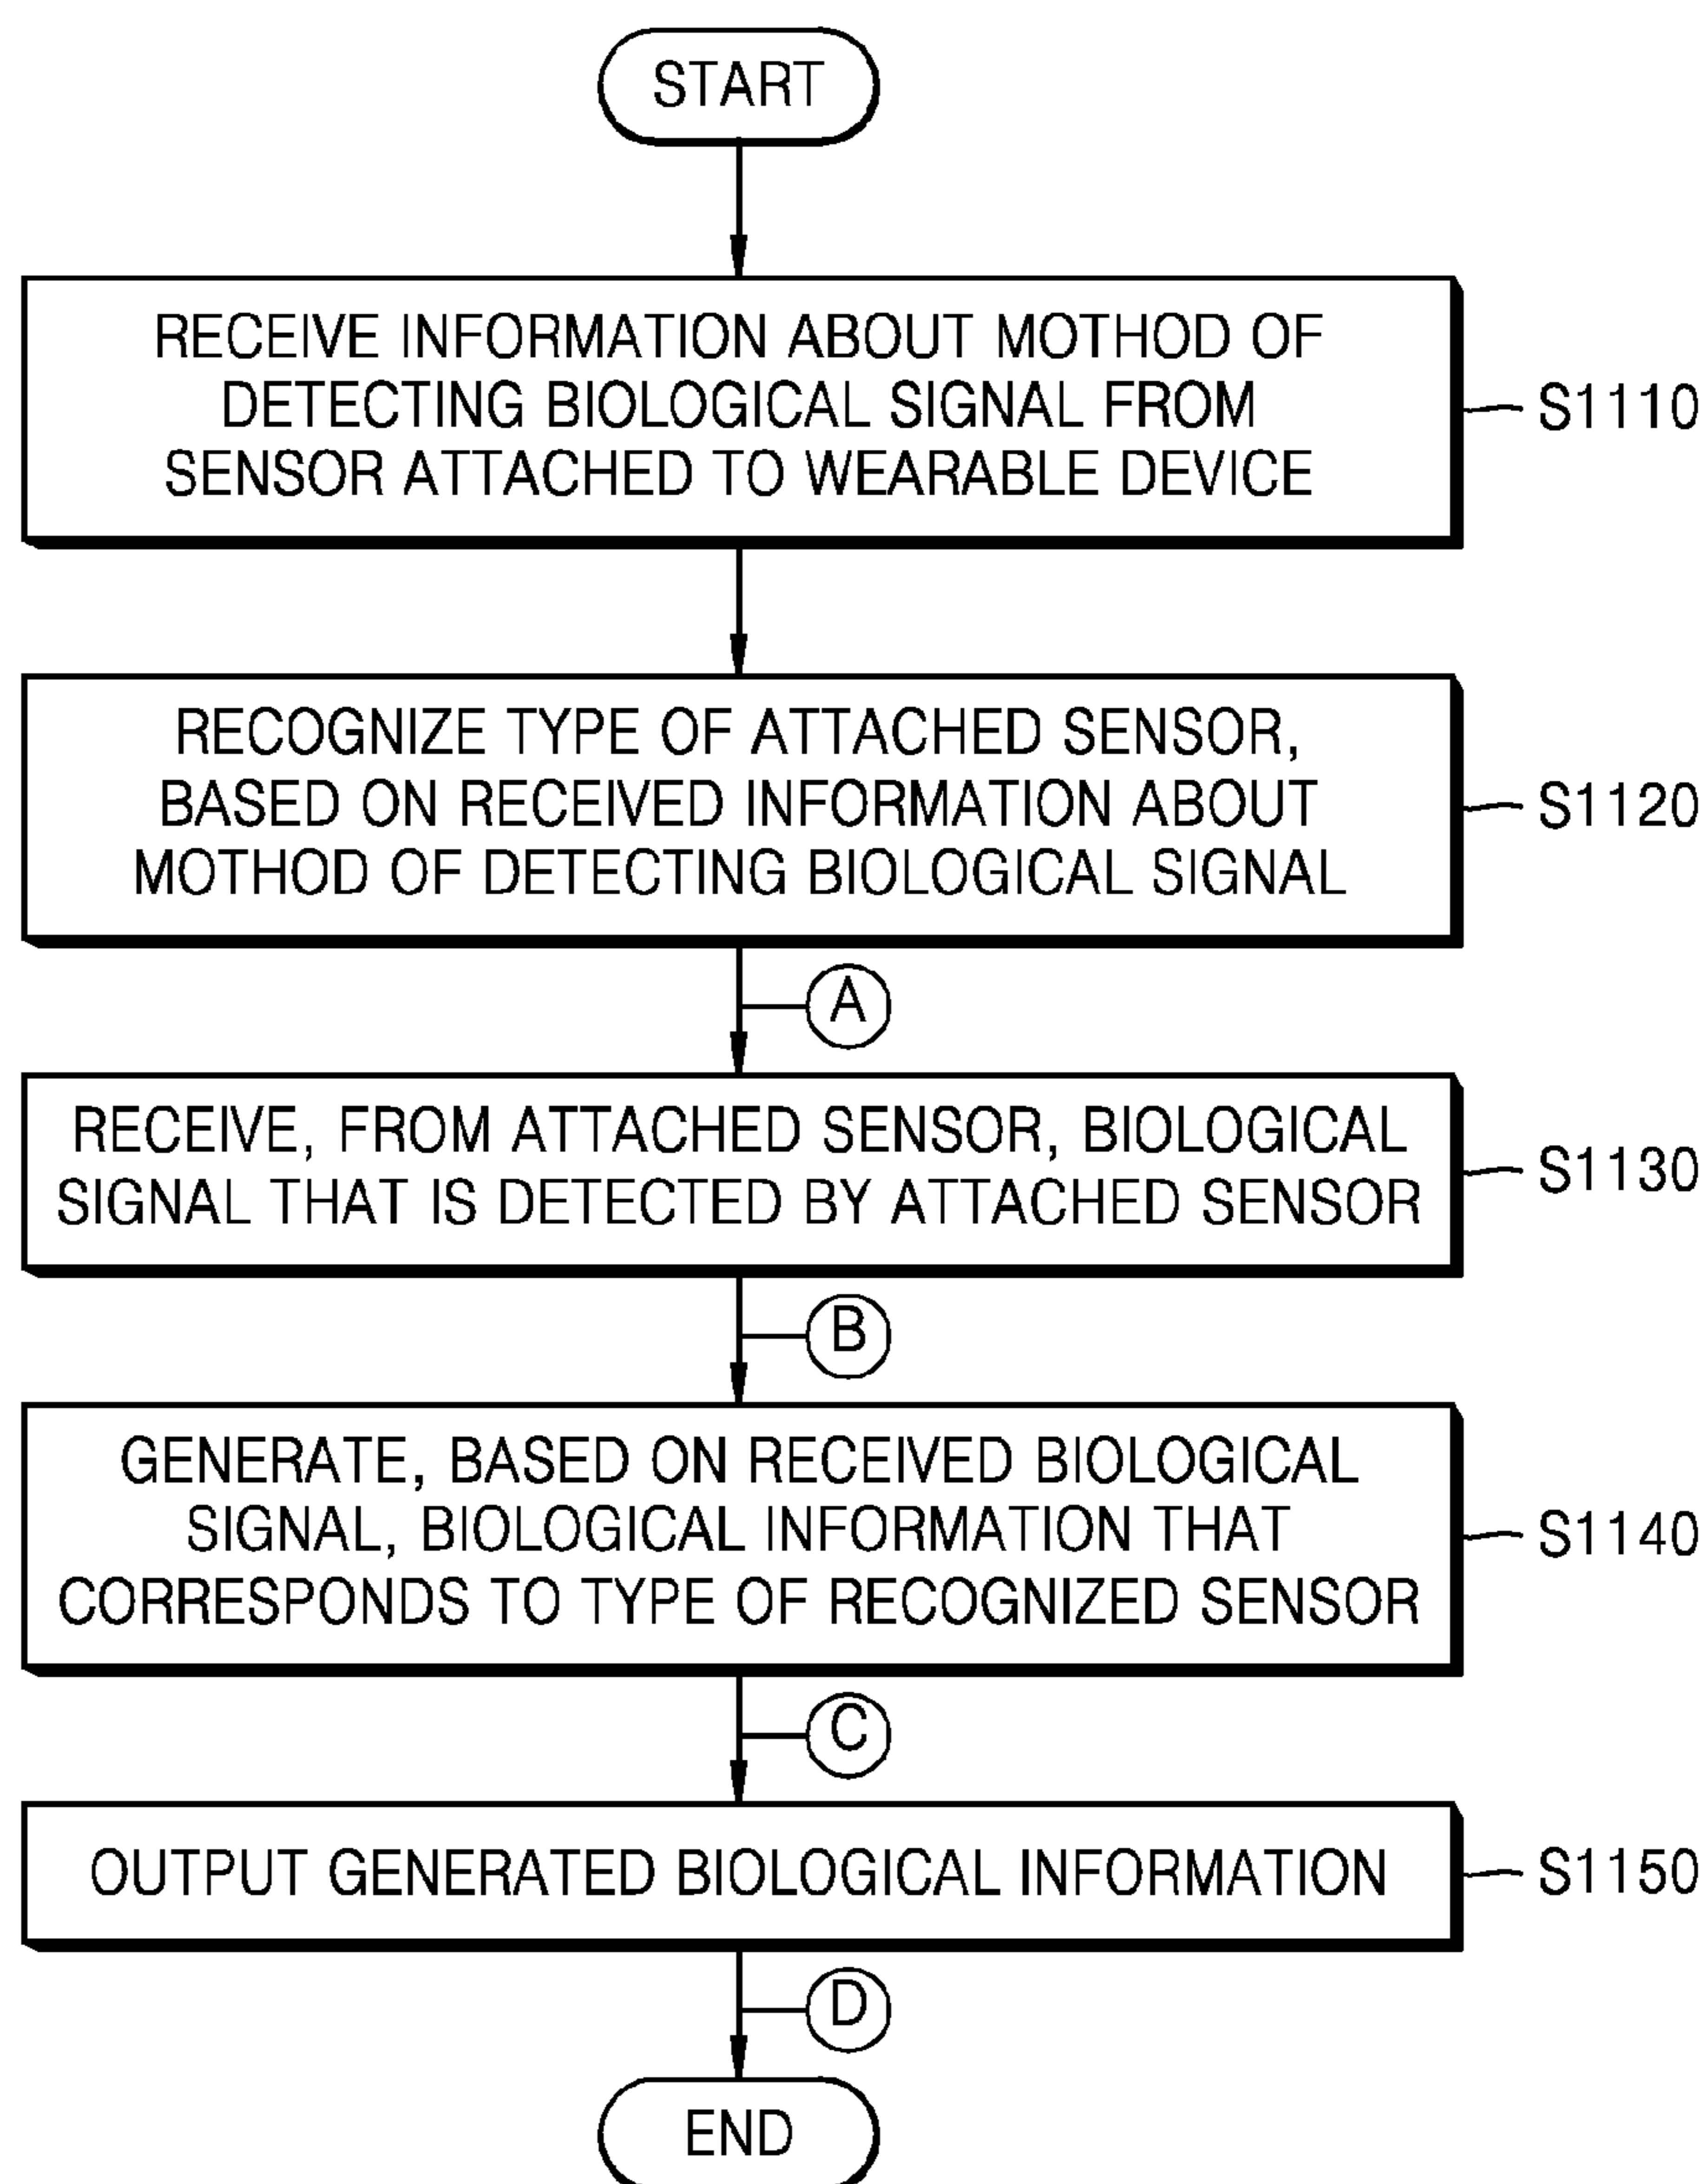 START
RECEIVE INFORMATION ABOUT MOTHOD OF
DETECTING BIOLOGICAL SIGNAL FROM
SENSOR ATTACHED TO WEARABLE DEVICE
S1110
RECOGNIZE TYPE OF ATTACHED SENSOR,
BASED ON RECEIVED INFORMATION ABOUT
MOTHOD OF DETECTING BIOLOGICAL SIGNAL
S1120
A
RECEIVE, FROM ATTACHED SENSOR, BIOLOGICAL
SIGNAL THAT IS DETECTED BY ATTACHED SENSOR
S1130
B
GENERATE, BASED ON RECEIVED BIOLOGICAL
SIGNAL, BIOLOGICAL INFORMATION THAT
CORRESPONDS TO TYPE OF RECOGNIZED SENSOR
S1140
C
OUTPUT GENERATED BIOLOGICAL INFORMATION
S1150
D
END